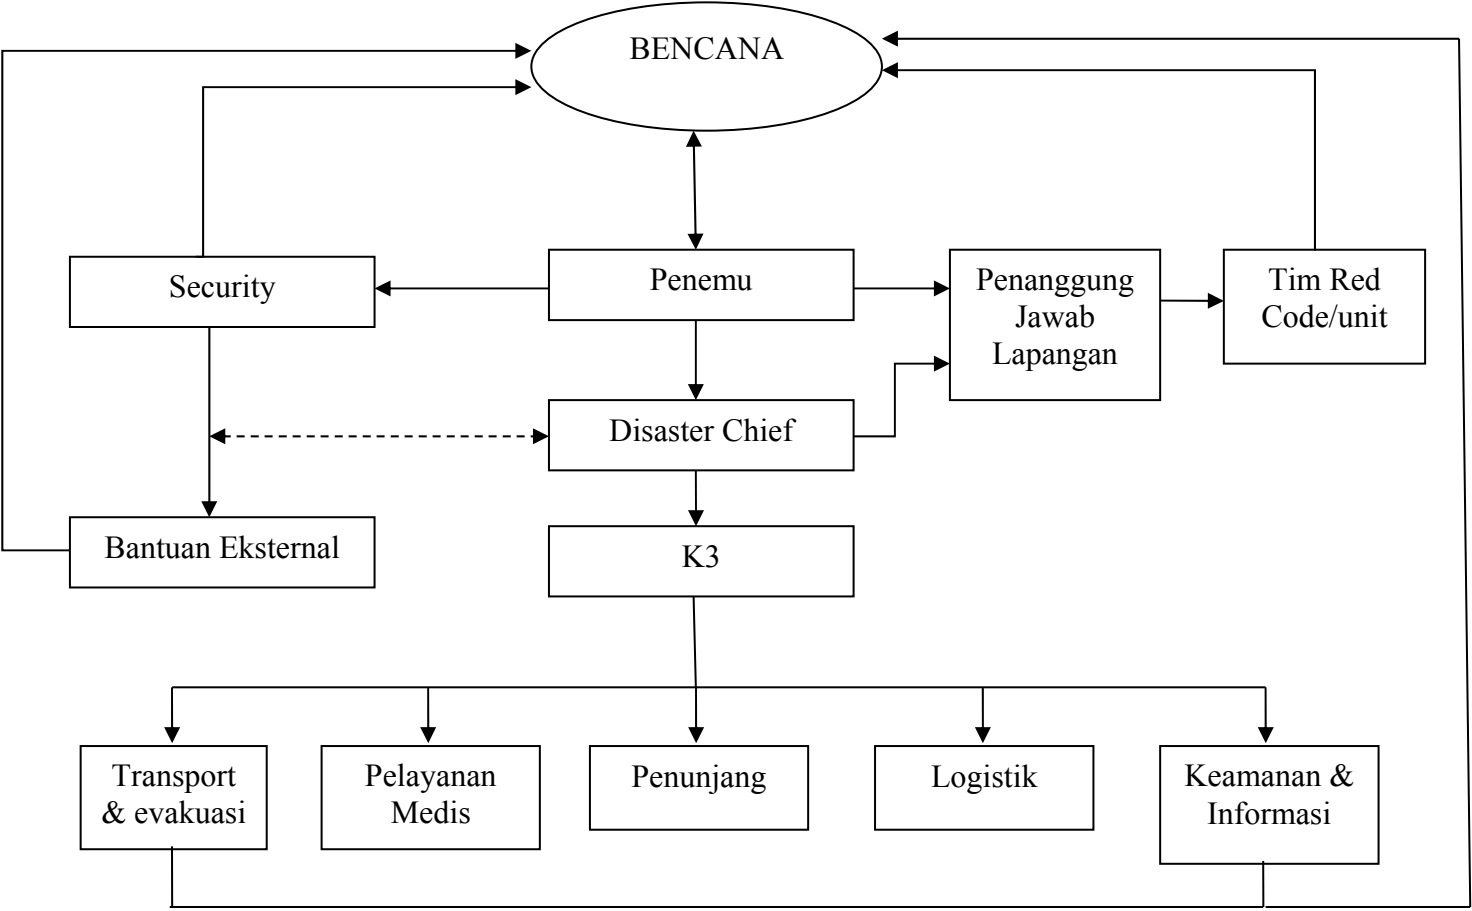 BENCANA
Security
Penemu
Penanggung
Jawab
Lapangan
Tim Red
Code/unit
Disaster Chief
Bantuan Eksternal
K3
Transport
& evakuasi
Pelayanan
Medis
Penunjang
Logistik
Keamanan &
Informasi